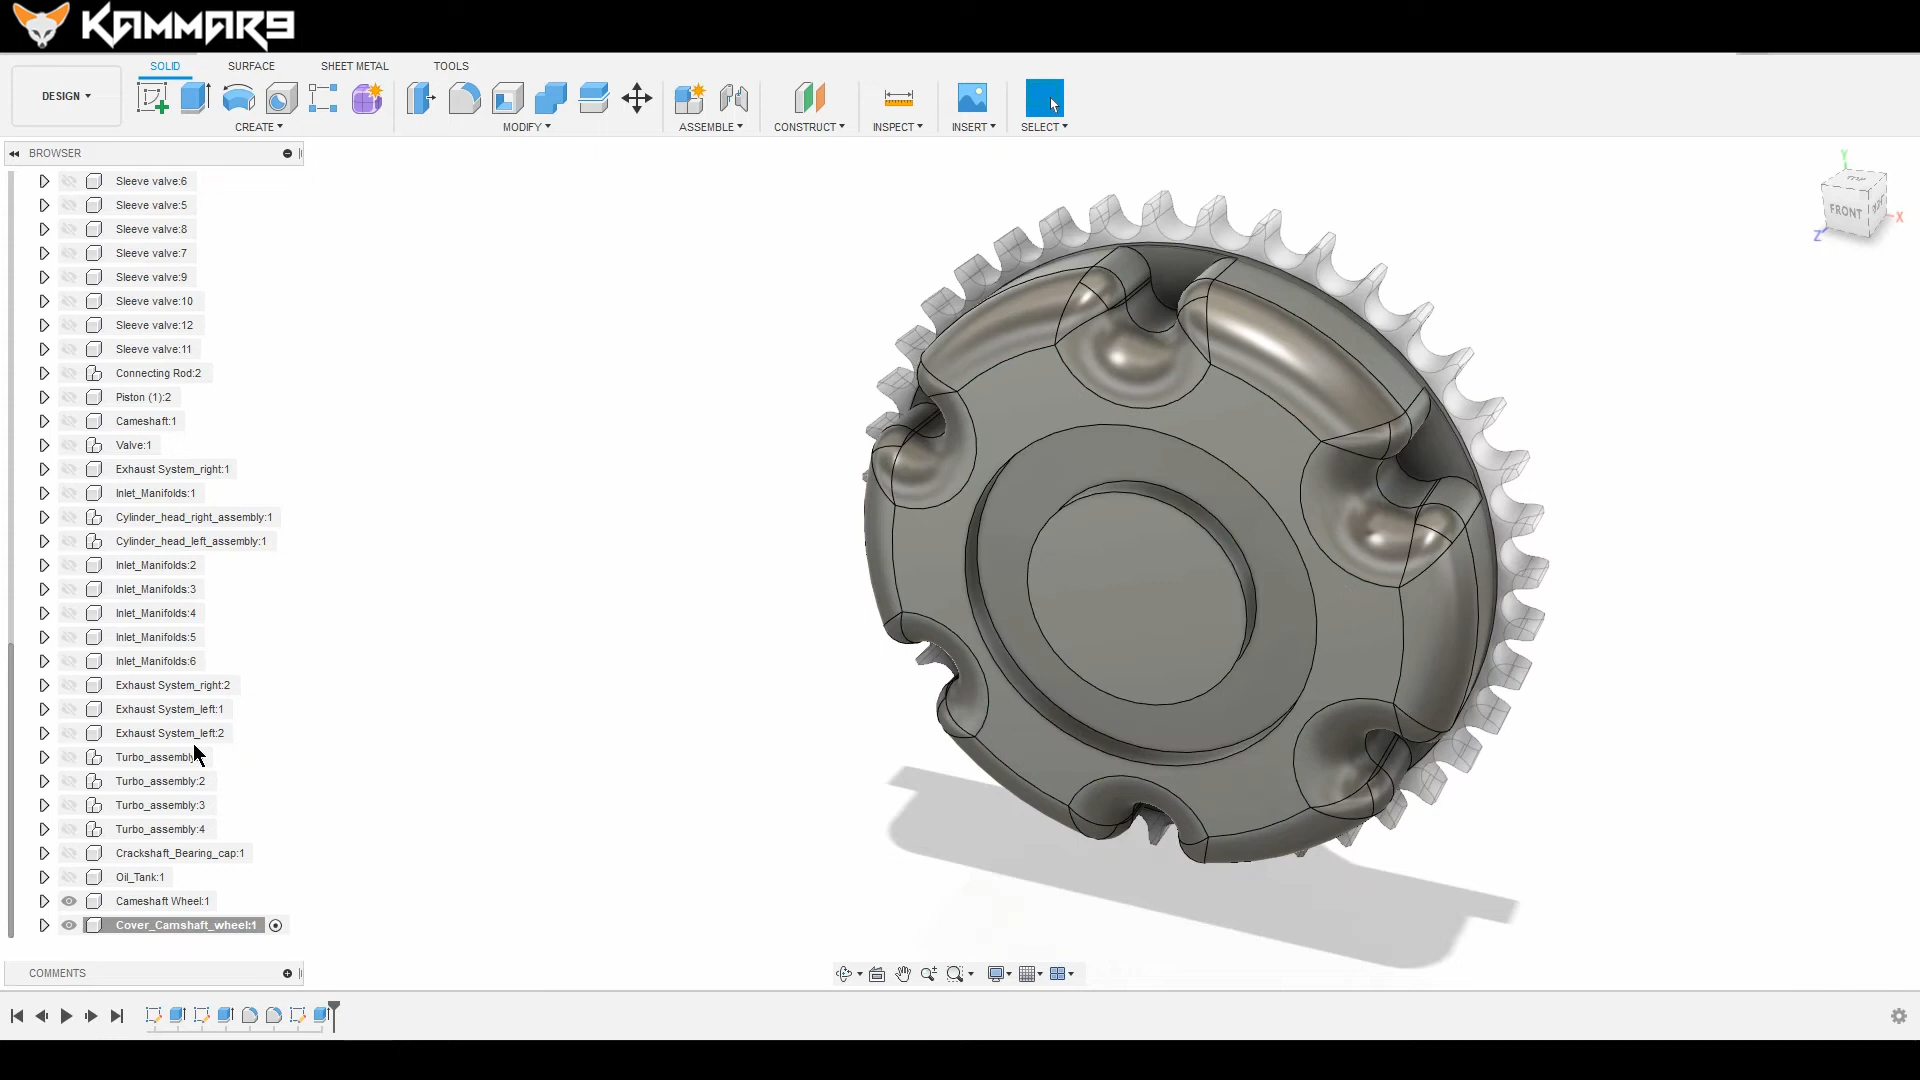 KAMMAR9
SOLID SURFACE SHEET METAL TOOLS
DESIGN
CREATE MODIFY ASSEMBLE CONSTRUCT INSPECT INSERT SELECT
BROWSER
Sleeve valve:6
Sleeve valve:5
Sleeve valve:8
Sleeve valve:7
Sleeve valve:9
Sleeve valve:10
Sleeve valve:12
Sleeve valve:11
Connecting Rod:2
Piston (1):2
Cameshaft:1
Valve:1
Exhaust System_right:1
Inlet_Manifolds:1
Cylinder_head_right_assembly:1
Cylinder_head_left_assembly:1
Inlet_Manifolds:2
Inlet_Manifolds:3
Inlet_Manifolds:4
Inlet_Manifolds:5
Inlet_Manifolds:6
Exhaust System_right:2
Exhaust System_left:1
Exhaust System_left:2
Turbo_assembly
Turbo_assembly:2
Turbo_assembly:3
Turbo_assembly:4
Crackshaft_Bearing_cap:1
Oil_Tank:1
Cameshaft Wheel:1
Cover_Camshaft_wheel:1
COMMENTS
Y
TOP
FRONT
X
Z